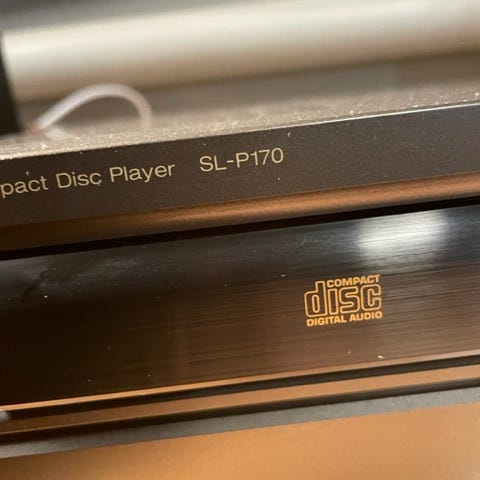 pact Disc Player SL-P170
COMPACT
disc
DIGITAL AUDIO